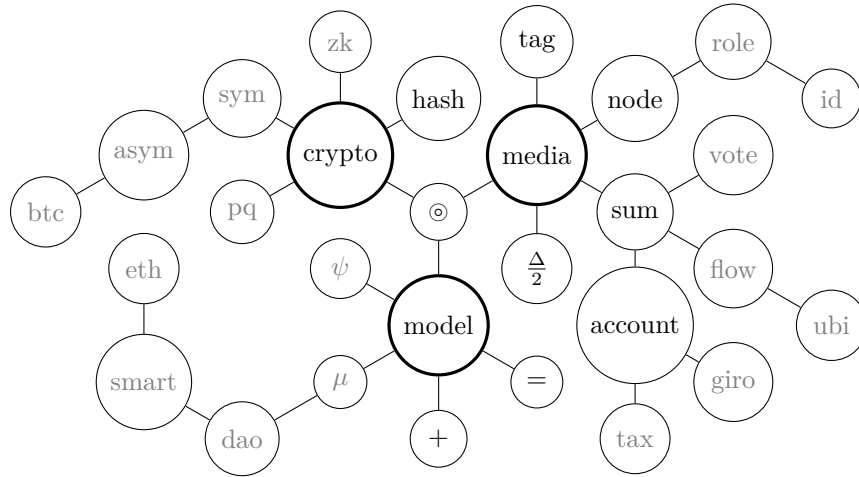 zk
tag
role
sym
hash
node
id
asym
crypto
media
vote
btc
pq
⊚
sum
eth
ψ
Δ
2
flow
model
account
ubi
smart
μ
=
giro
dao
+
tax